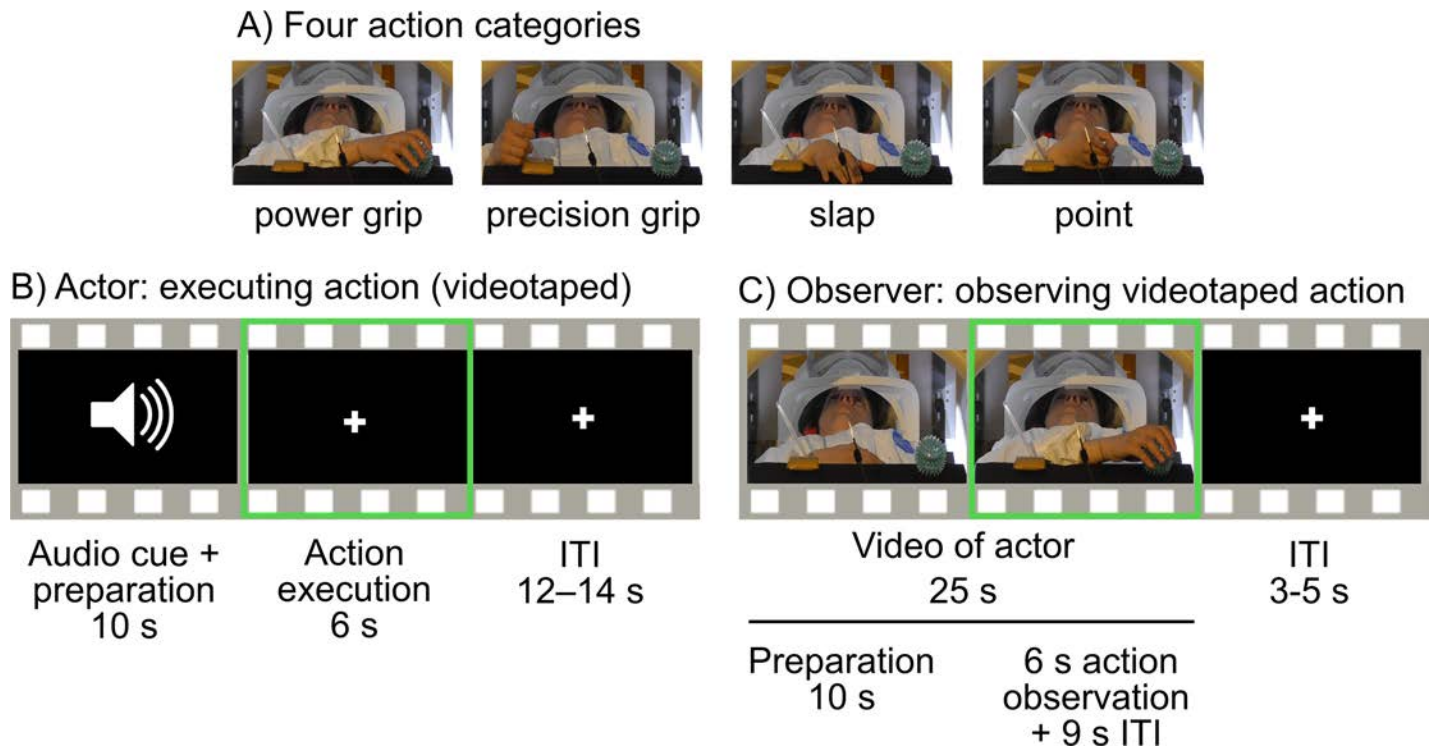 A) Four action categories
power grip
precision grip
slap
point
B) Actor: executing action (videotaped)
Audio cue +
preparation
10 s
Action
execution
6 s
ITI
12–14 s
C) Observer: observing videotaped action
Video of actor
25 s
ITI
3-5 s
Preparation
10 s
6 s action
observation
+ 9 s ITI